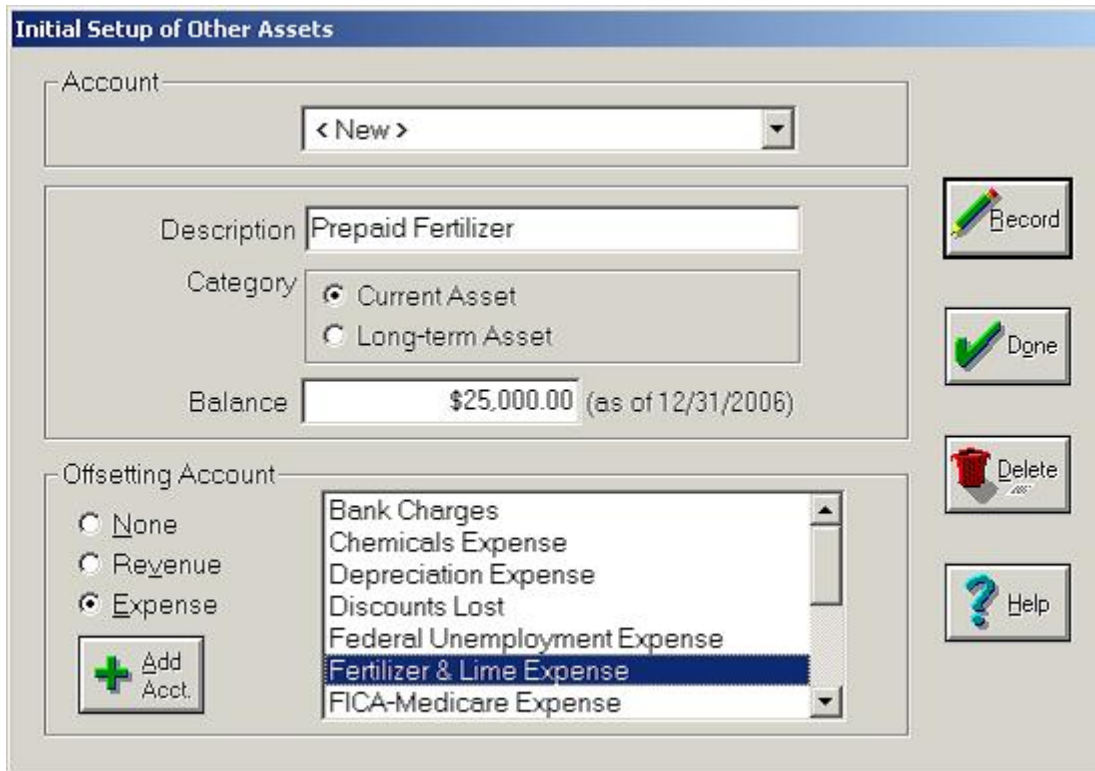 Initial Setup of Other Assets
Account
< New >
Description Prepaid Fertilizer
Category
Current Asset
Long-term Asset
Balance $25,000.00 (as of 12/31/2006)
Offsetting Account
None
Revenue
Expense
Add
Acct.
Bank Charges
Chemicals Expense
Depreciation Expense
Discounts Lost
Federal Unemployment Expense
Fertilizer & Lime Expense
FICA-Medicare Expense
Record
Done
Delete
Help